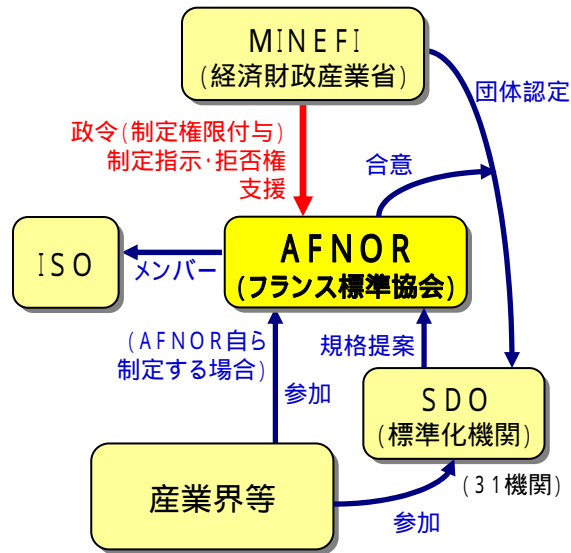 MINEFI
(経済財政産業省)
団体認定
政令(制定権限付与)
制定指示・拒否権
支援
合意
ISO
メンバー
AFNOR
(フランス標準協会)
(AFNOR自ら
制定する場合)
参加
規格提案
SDO
(標準化機関)
(31機関)
産業界等
参加